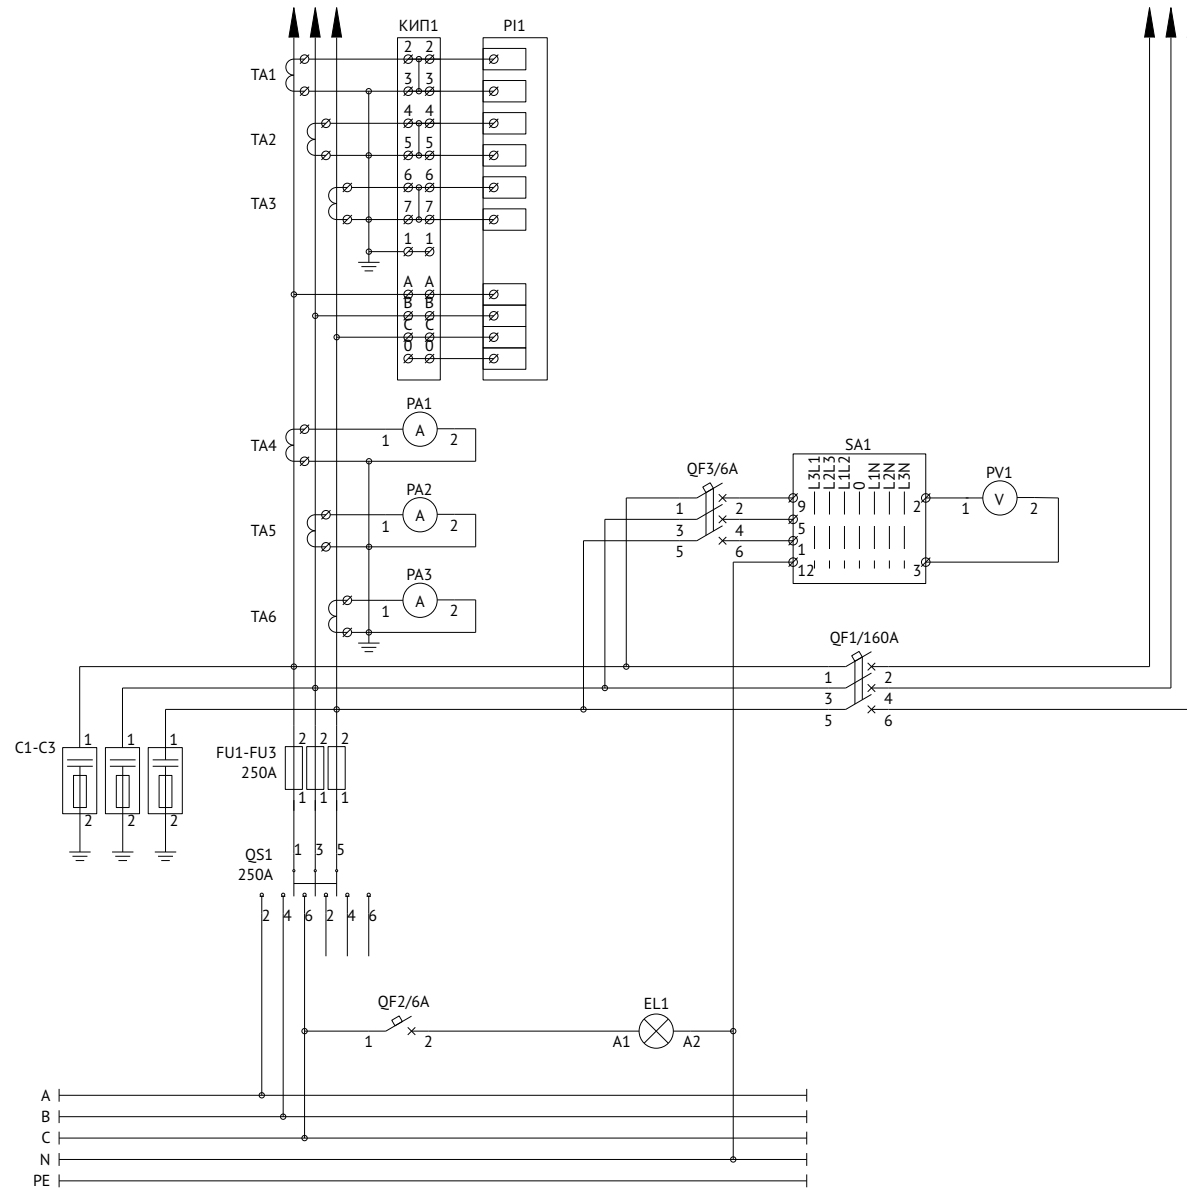 КИП1 PI1
2 2
TA1
3 3
4 4
TA2
5 5
6 6
TA3
7 7
1 1
A A
B B
C C
0 0
PA1
A
1 2
TA4
SA1
PA2
A
1 2
TA5
QF3/6A
L3L1 L2L3 L1L2 0 L1N L2N L3N
PV1
V
1 2
1 2
3 4
5 6
9 2
5
1
12 3
PA3
A
1 2
TA6
QF1/160A
1 2
3 4
5 6
C1-C3
1 1 1
2 2 2
FU1-FU3
250A
2 2 2
1 1 1
QS1
250A
1 3 5
2 4 6 2 4 6
QF2/6A
1 2
EL1
A1 A2
A
B
C
N
PE